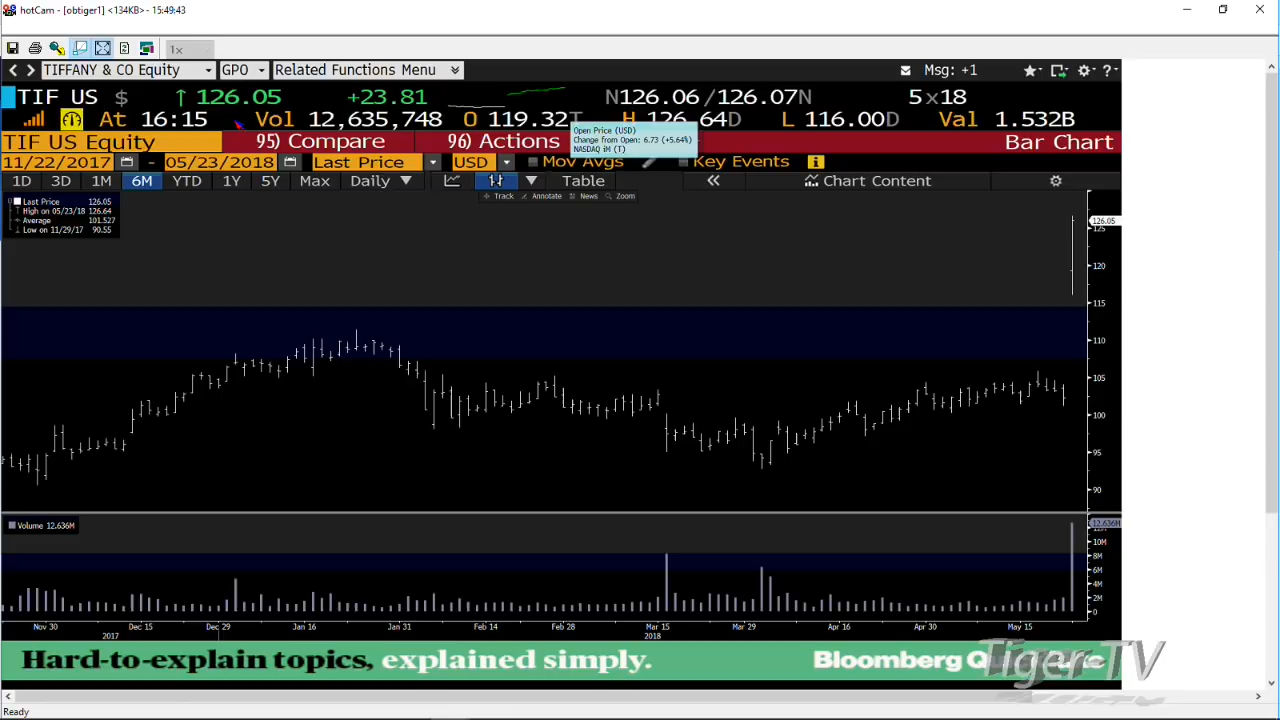 hotCam - [obtiger1] <134KB> - 15:49:43
1x
TIFFANY & CO Equity GPO Related Functions Menu Msg: +1
TIF US $ ↑ 126.05 +23.81 N126.06 /126.07N 5x18
At 16:15 Vol 12,635,748 O 119.32T H 126.64D L 116.00D Val 1.532B
Open Price (USD)
Change from Open: 6.73 (+5.64%)
NASDAQ iM (T)
TIF US Equity 95) Compare 96) Actions Bar Chart
11/22/2017 - 05/23/2018 Last Price USD Mov Avgs Key Events
1D 3D 1M 6M YTD 1Y 5Y Max Daily ▼ Table « Chart Content
Track Annotate News Zoom
Last Price 126.05
High on 05/23/18 126.64
Average 101.527
Low on 11/29/17 90.55
126.05
125
120
115
110
105
100
95
90
Volume 12.636M
12.636M
10M
8M
6M
4M
2M
0
Nov 30 Dec 15 Dec 29 Jan 16 Jan 31 Feb 14 Feb 28 Mar 15 Mar 29 Apr 16 Apr 30 May 15
2017 2018
Hard-to-explain topics, explained simply. Bloomberg
Tiger-TV
Ready